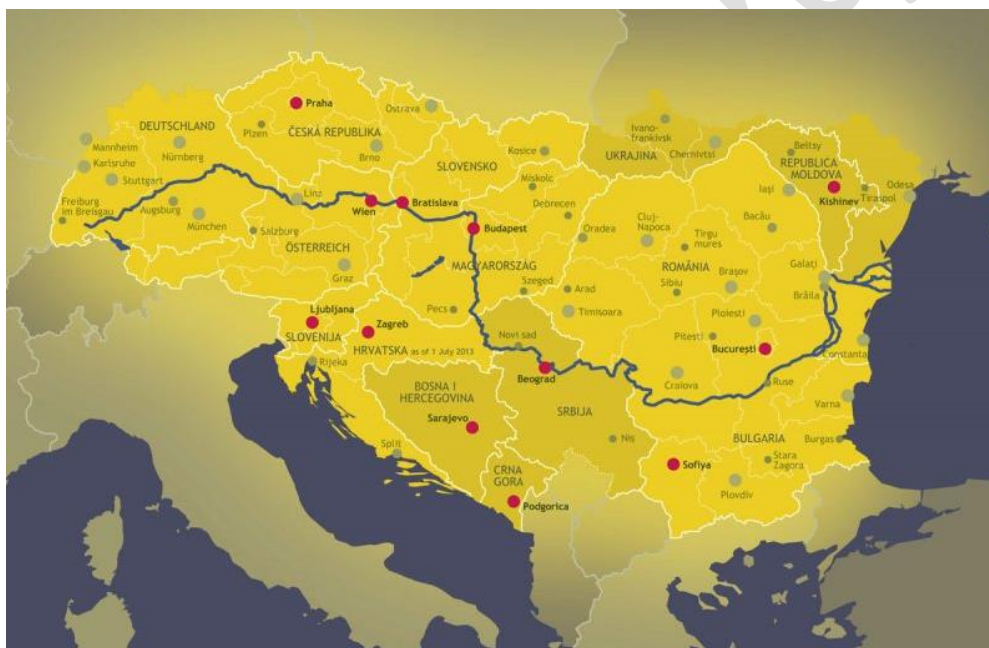 Praha
Ostrava
Plzen
ČESKÁ REPUBLIKA
Brno
DEUTSCHLAND
Mannheim
Nürnberg
Karlsruhe
Stuttgart
Freiburg
im Breisgau
Augsburg
München
Salzburg
Linz
Wien
Bratislava
SLOVENSKO
Kosice
Miskolc
Debrecen
Budapest
ÖSTERREICH
Graz
MAGYARORSZÁG
Szeged
Pecs
Ljubljana
SLOVENIJA
Zagreb
HRVATSKA as of 1 July 2013
Rijeka
Split
BOSNA I
HERCEGOVINA
Sarajevo
CRNA
GORA
Podgorica
Novi sad
Beograd
SRBIJA
Nis
Ivano-
frankivsk
UKRAJINA
Chernivtsi
Beltsy
REPUBLICA
MOLDOVA
Kishinev
Tiraspol
Odesa
Iaşi
Bacău
Oradea
Cluj-
Napoca
Tirgu
mures
ROMÂNIA
Sibiu
Braşov
Arad
Timisoara
Galaţi
Brăila
Ploiesti
Pitesti
Bucureşti
Craiova
Constanta
Ruse
Varna
BULGARIA
Burgas
Stara
Zagora
Sofiya
Plovdiv